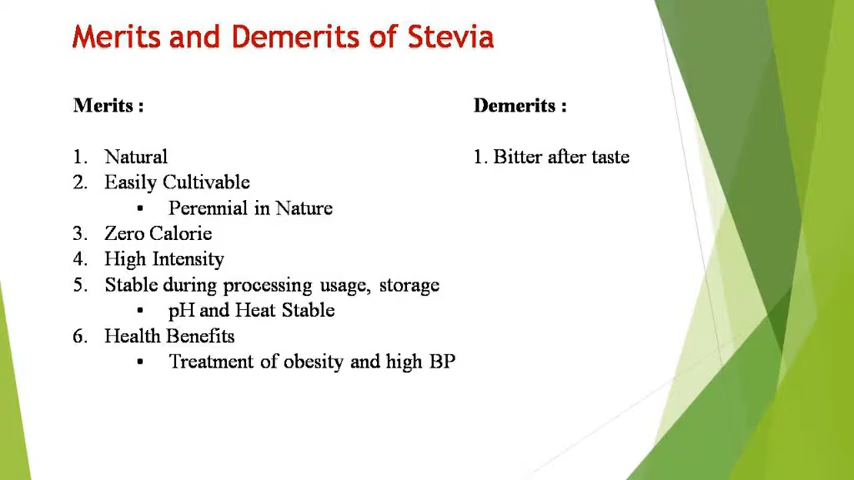 Merits and Demerits of Stevia
Merits :
1. Natural
2. Easily Cultivable
▪ Perennial in Nature
3. Zero Calorie
4. High Intensity
5. Stable during processing usage, storage
▪ pH and Heat Stable
6. Health Benefits
▪ Treatment of obesity and high BP
Demerits :
1. Bitter after taste